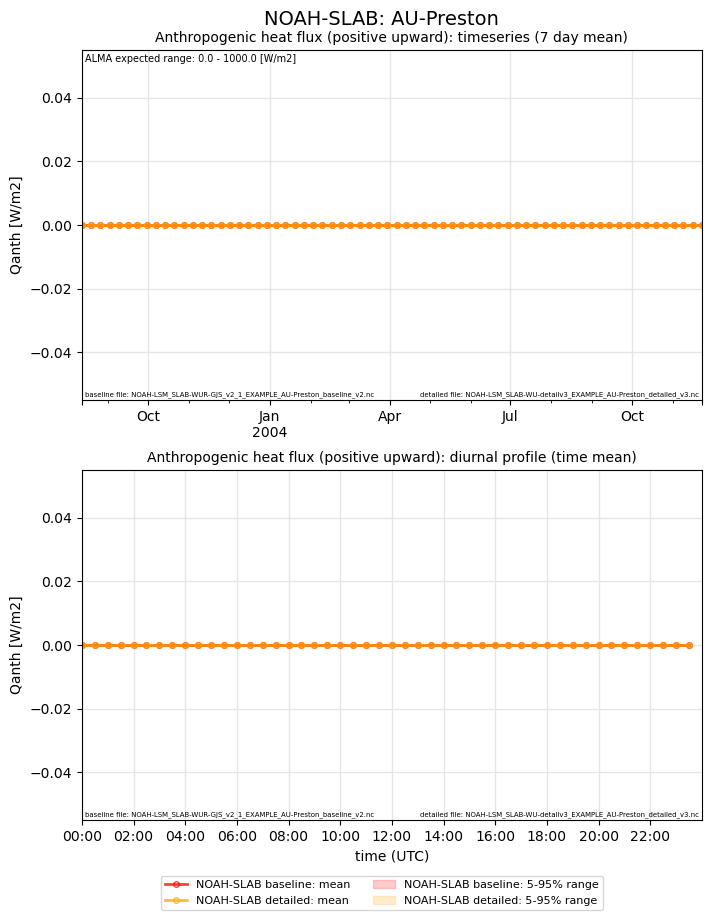 NOAH-SLAB: AU-Preston
Anthropogenic heat flux (positive upward): timeseries (7 day mean)
ALMA expected range: 0.0 - 1000.0 [W/m2]
0.04
0.02
0.00
−0.02
−0.04
Qanth [W/m2]
baseline file: NOAH-LSM_SLAB-WUR-GJS_v2_1_EXAMPLE_AU-Preston_baseline_v2.nc
detailed file: NOAH-LSM_SLAB-WU-detailv3_EXAMPLE_AU-Preston_detailed_v3.nc
Oct Jan Apr Jul Oct
2004
Anthropogenic heat flux (positive upward): diurnal profile (time mean)
0.04
0.02
0.00
−0.02
−0.04
Qanth [W/m2]
baseline file: NOAH-LSM_SLAB-WUR-GJS_v2_1_EXAMPLE_AU-Preston_baseline_v2.nc
detailed file: NOAH-LSM_SLAB-WU-detailv3_EXAMPLE_AU-Preston_detailed_v3.nc
00:00 02:00 04:00 06:00 08:00 10:00 12:00 14:00 16:00 18:00 20:00 22:00
time (UTC)
NOAH-SLAB baseline: mean
NOAH-SLAB detailed: mean
NOAH-SLAB baseline: 5-95% range
NOAH-SLAB detailed: 5-95% range